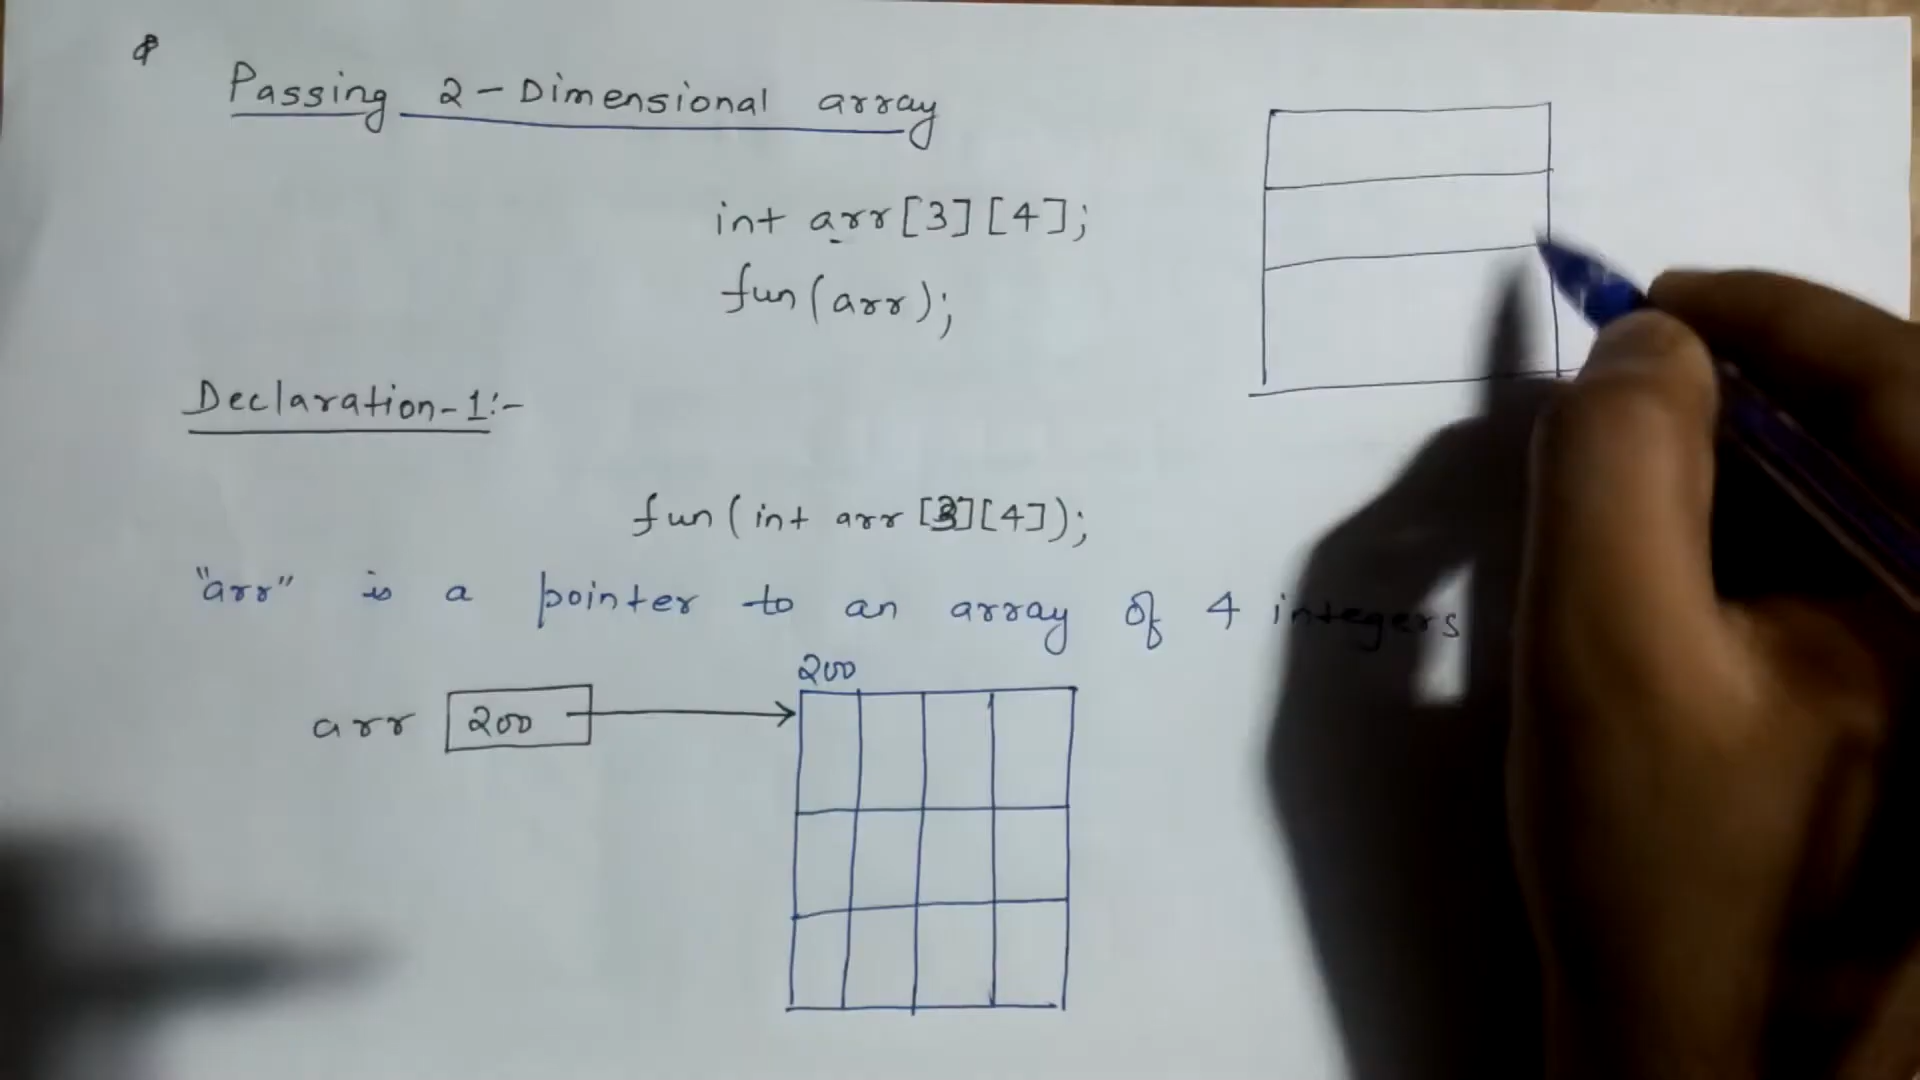 Passing 2-Dimensional array
int arr[3][4];
fun(arr);
Declaration-1:-
fun(int arr[3][4]);
"arr" is a pointer to an array of 4 integers
200
arr 200